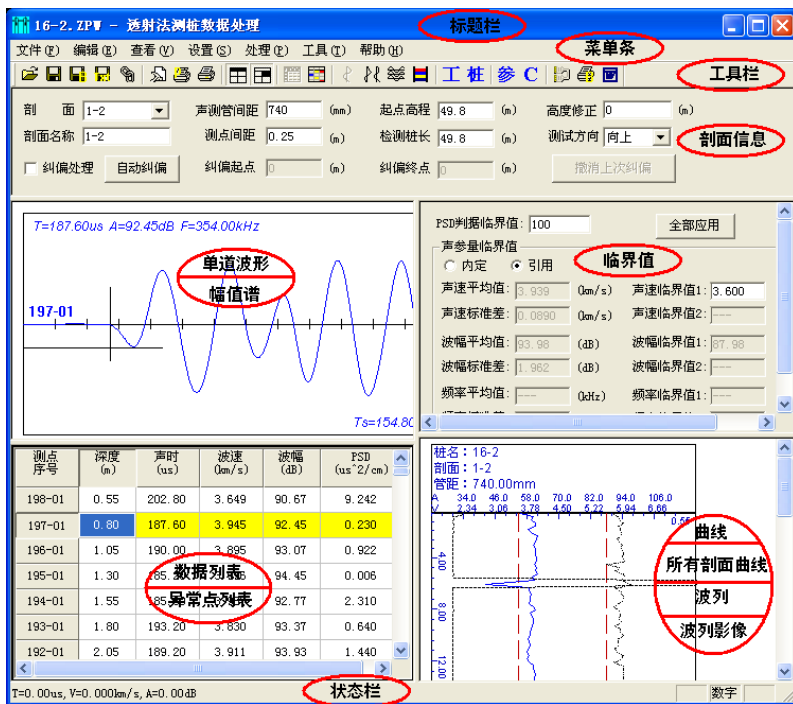 16-2.ZPW - 透射法测桩数据处理
标题栏
文件(F) 编辑(E) 查看(V) 设置(S) 处理(P) 工具(T) 帮助(H)
菜单条
工 桩 参 C
工具栏
剖 面 1-2 声测管间距 740 (mm) 起点高程 49.8 (m) 高度修正 0 (m)
剖面名称 1-2 测点间距 0.25 (m) 检测桩长 49.8 (m) 测试方向 向上
剖面信息
纠偏处理 自动纠偏 纠偏起点 0 (m) 纠偏终点 0 (m) 撤消上次纠偏
T=187.60us A=92.45dB F=354.00kHz
单道波形
幅值谱
197-01
Ts=154.80
PSD判据临界值: 100 全部应用
声参量临界值
内定 引用
临界值
声速平均值: 3.939 (km/s) 声速临界值1: 3.600
声速标准差: 0.0890 (km/s) 声速临界值2: ---
波幅平均值: 93.98 (dB) 波幅临界值1: 87.98
波幅标准差: 1.962 (dB) 波幅临界值2: ---
频率平均值: --- (kHz) 频率临界值1: ---
测点序号 深度(m) 声时(us) 波速(km/s) 波幅(dB) PSD(us^2/cm)
198-01 0.55 202.80 3.649 90.67 9.242
197-01 0.80 187.60 3.945 92.45 0.230
196-01 1.05 190.00 3.895 93.07 0.922
195-01 1.30 94.45 0.006
194-01 1.55 92.77 2.310
193-01 1.80 193.20 3.830 93.37 0.640
192-01 2.05 189.20 3.911 93.93 1.440
数据列表
异常点列表
桩名: 16-2
剖面: 1-2
管距: 740.00mm
A 34.0 46.0 58.0 70.0 82.0 94.0 106.0
V 2.34 3.06 3.78 4.50 5.22 5.94 6.66
4.00
8.00
12.00
曲线
所有剖面曲线
波列
波列影像
T=0.00us, V=0.000km/s, A=0.00dB
状态栏
数字